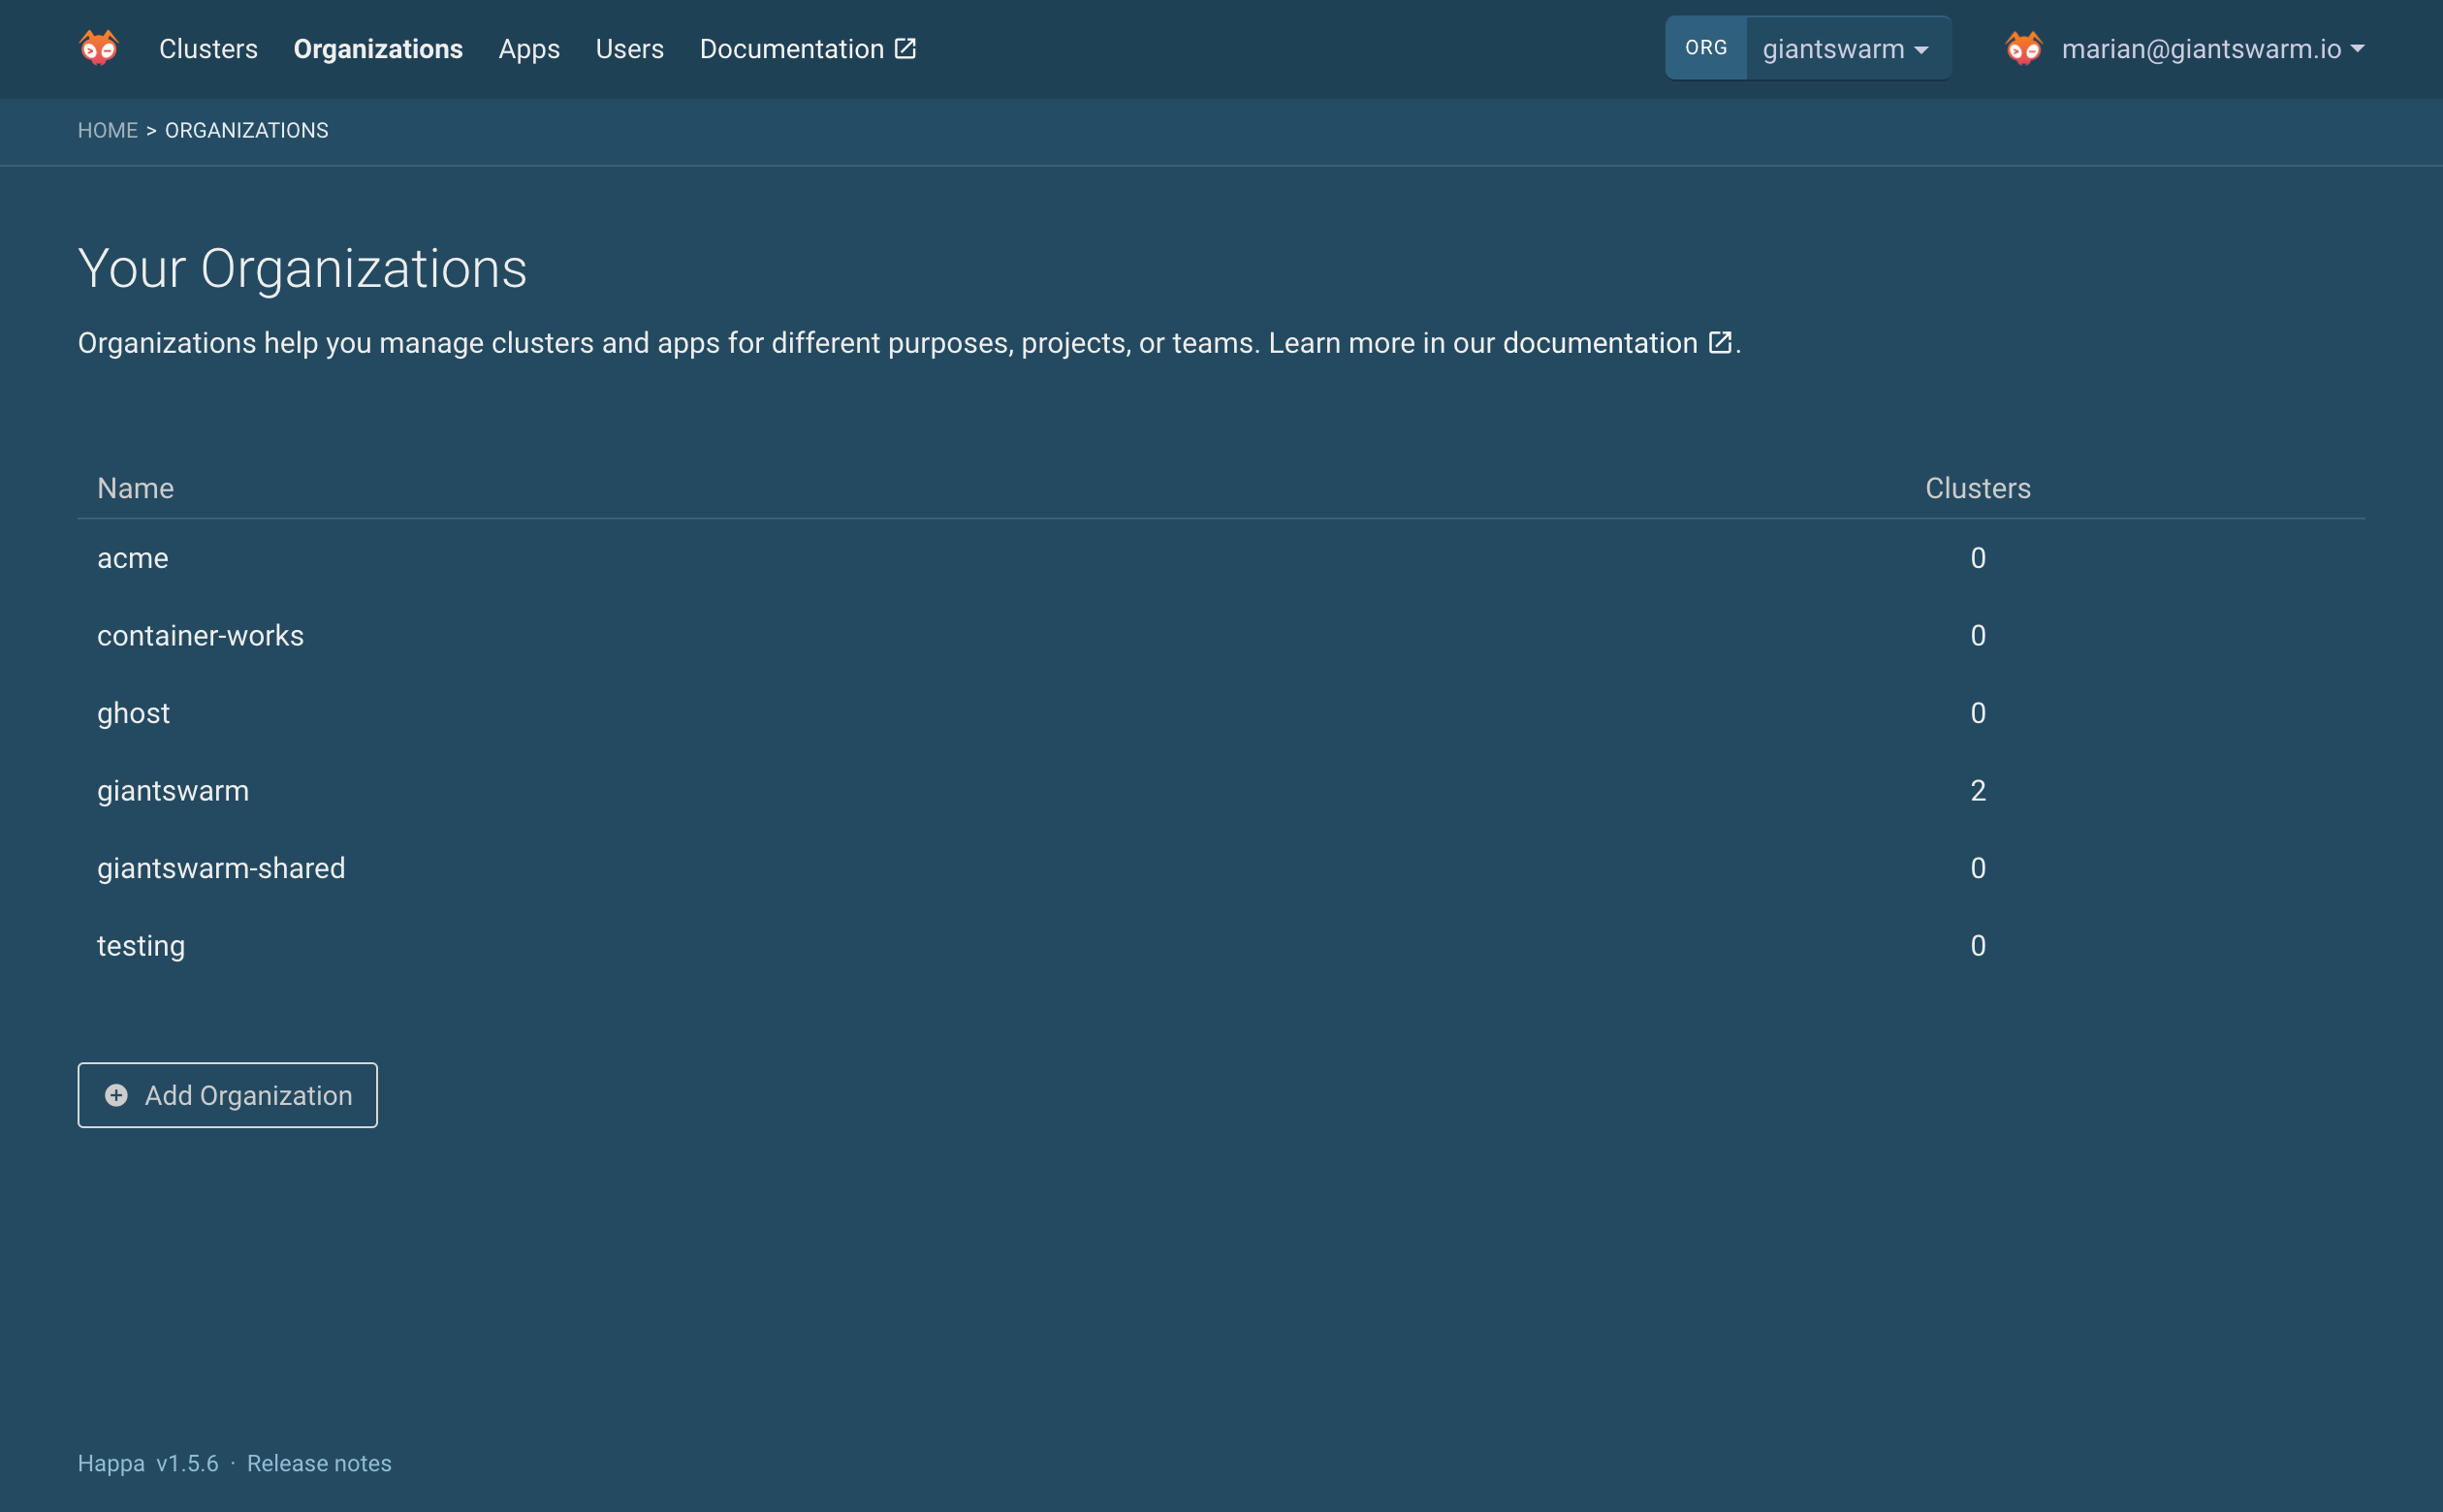 Clusters Organizations Apps Users Documentation ORG giantswarm marian@giantswarm.io
HOME > ORGANIZATIONS
Your Organizations
Organizations help you manage clusters and apps for different purposes, projects, or teams. Learn more in our documentation.
Name Clusters
acme 0
container-works 0
ghost 0
giantswarm 2
giantswarm-shared 0
testing 0
Add Organization
Happa v1.5.6 · Release notes